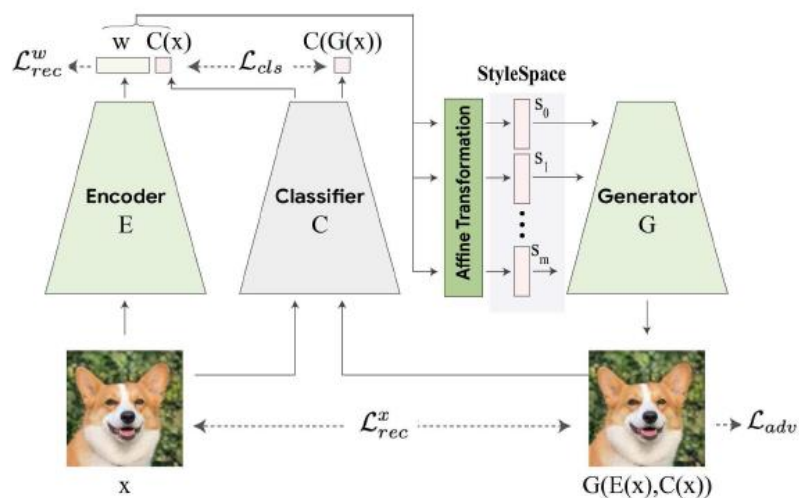 w C(x) C(G(x))
𝓛^w_rec 𝓛_cls
StyleSpace
S_0
S_1
Encoder
E
Classifier
C
Affine Transformation
Generator
G
S_m
𝓛^x_rec
𝓛_adv
x
G(E(x),C(x))